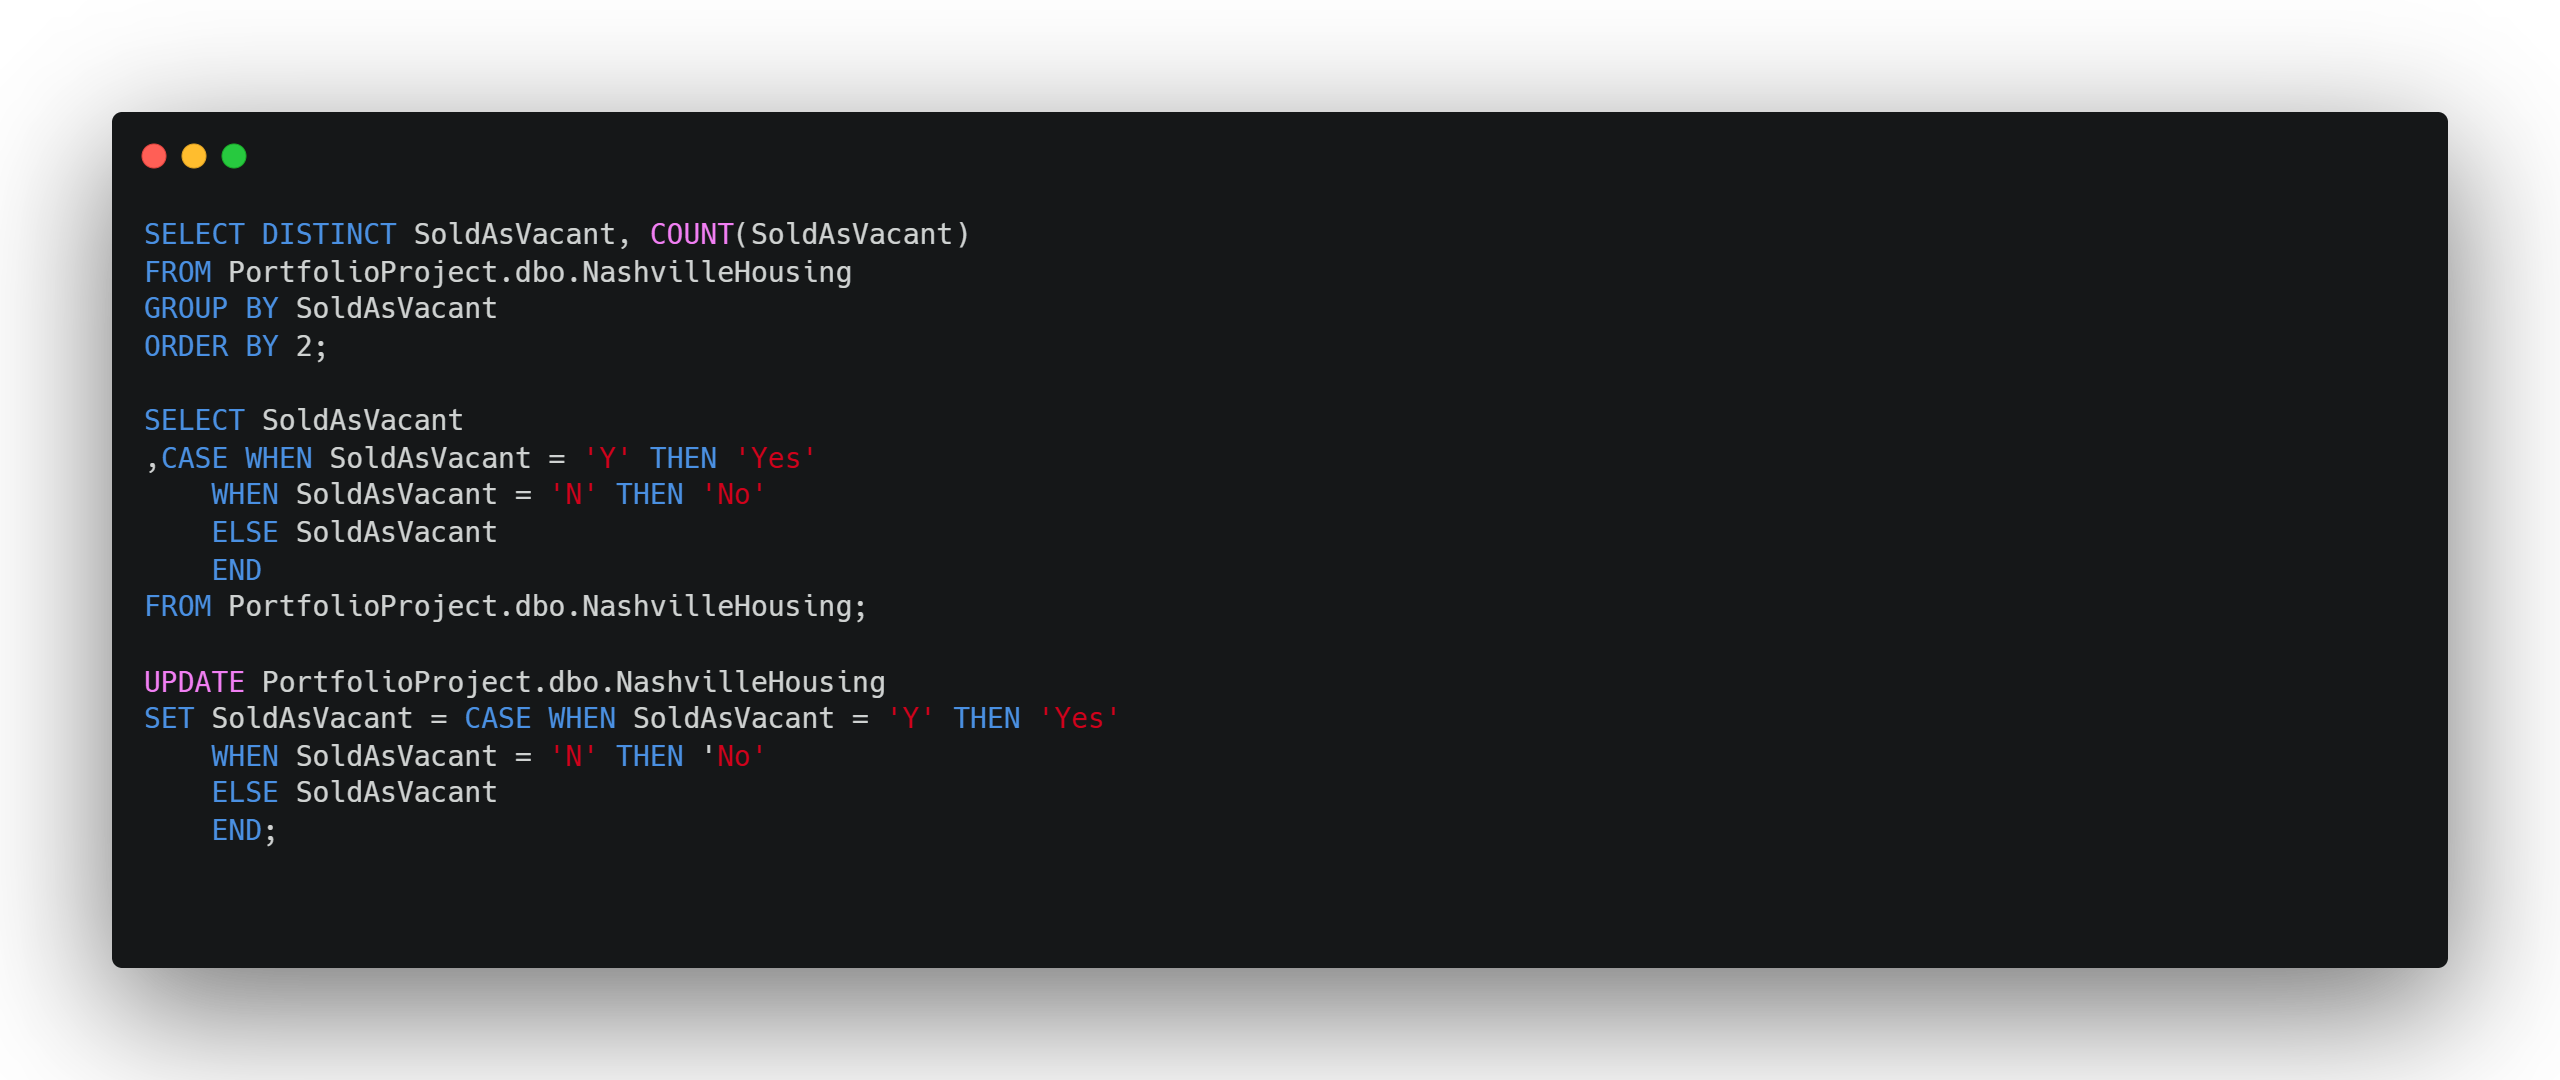 SELECT DISTINCT SoldAsVacant, COUNT(SoldAsVacant)
FROM PortfolioProject.dbo.NashvilleHousing
GROUP BY SoldAsVacant
ORDER BY 2;

SELECT SoldAsVacant
,CASE WHEN SoldAsVacant = 'Y' THEN 'Yes'
    WHEN SoldAsVacant = 'N' THEN 'No'
    ELSE SoldAsVacant
    END
FROM PortfolioProject.dbo.NashvilleHousing;

UPDATE PortfolioProject.dbo.NashvilleHousing
SET SoldAsVacant = CASE WHEN SoldAsVacant = 'Y' THEN 'Yes'
    WHEN SoldAsVacant = 'N' THEN 'No'
    ELSE SoldAsVacant
    END;